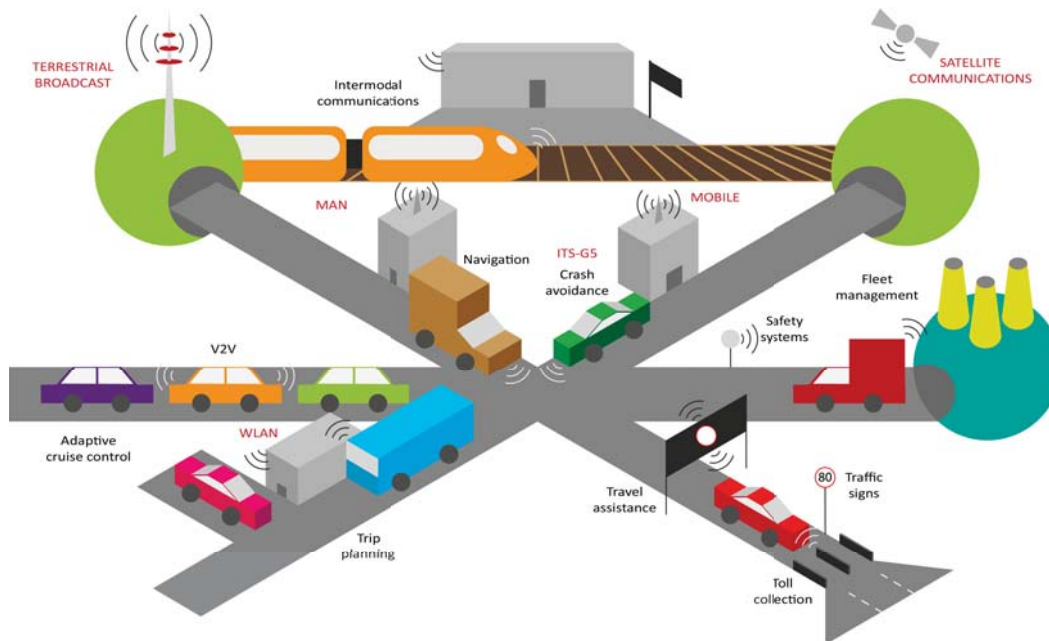 TERRESTRIAL
BROADCAST
SATELLITE
COMMUNICATIONS
Intermodal
communications
MAN
MOBILE
Navigation
ITS-G5
Crash
avoidance
Fleet
management
Safety
systems
V2V
Adaptive
cruise control
WLAN
Trip
planning
Travel
assistance
80
Traffic
signs
Toll
collection